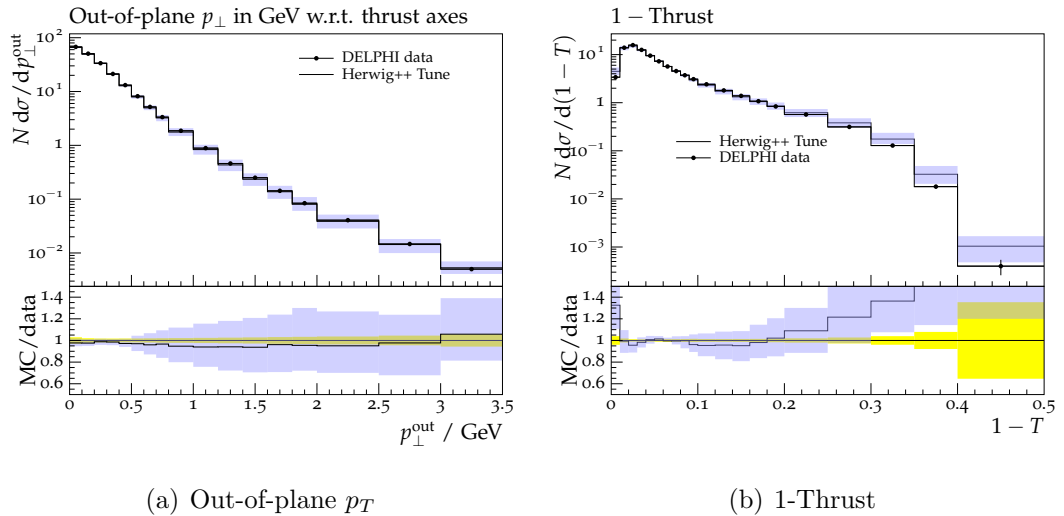 Out-of-plane p⊥ in GeV w.r.t. thrust axes
DELPHI data
Herwig++ Tune
10²
10¹
1
10⁻¹
10⁻²
N dσ/dp⊥^out
1.4
1.2
1
0.8
0.6
MC/data
0 0.5 1 1.5 2 2.5 3 3.5
p⊥^out / GeV
(a) Out-of-plane p_T
1 − Thrust
Herwig++ Tune
DELPHI data
10¹
1
10⁻¹
10⁻²
10⁻³
N dσ/d(1 − T)
1.4
1.2
1
0.8
0.6
MC/data
0 0.1 0.2 0.3 0.4 0.5
1 − T
(b) 1-Thrust